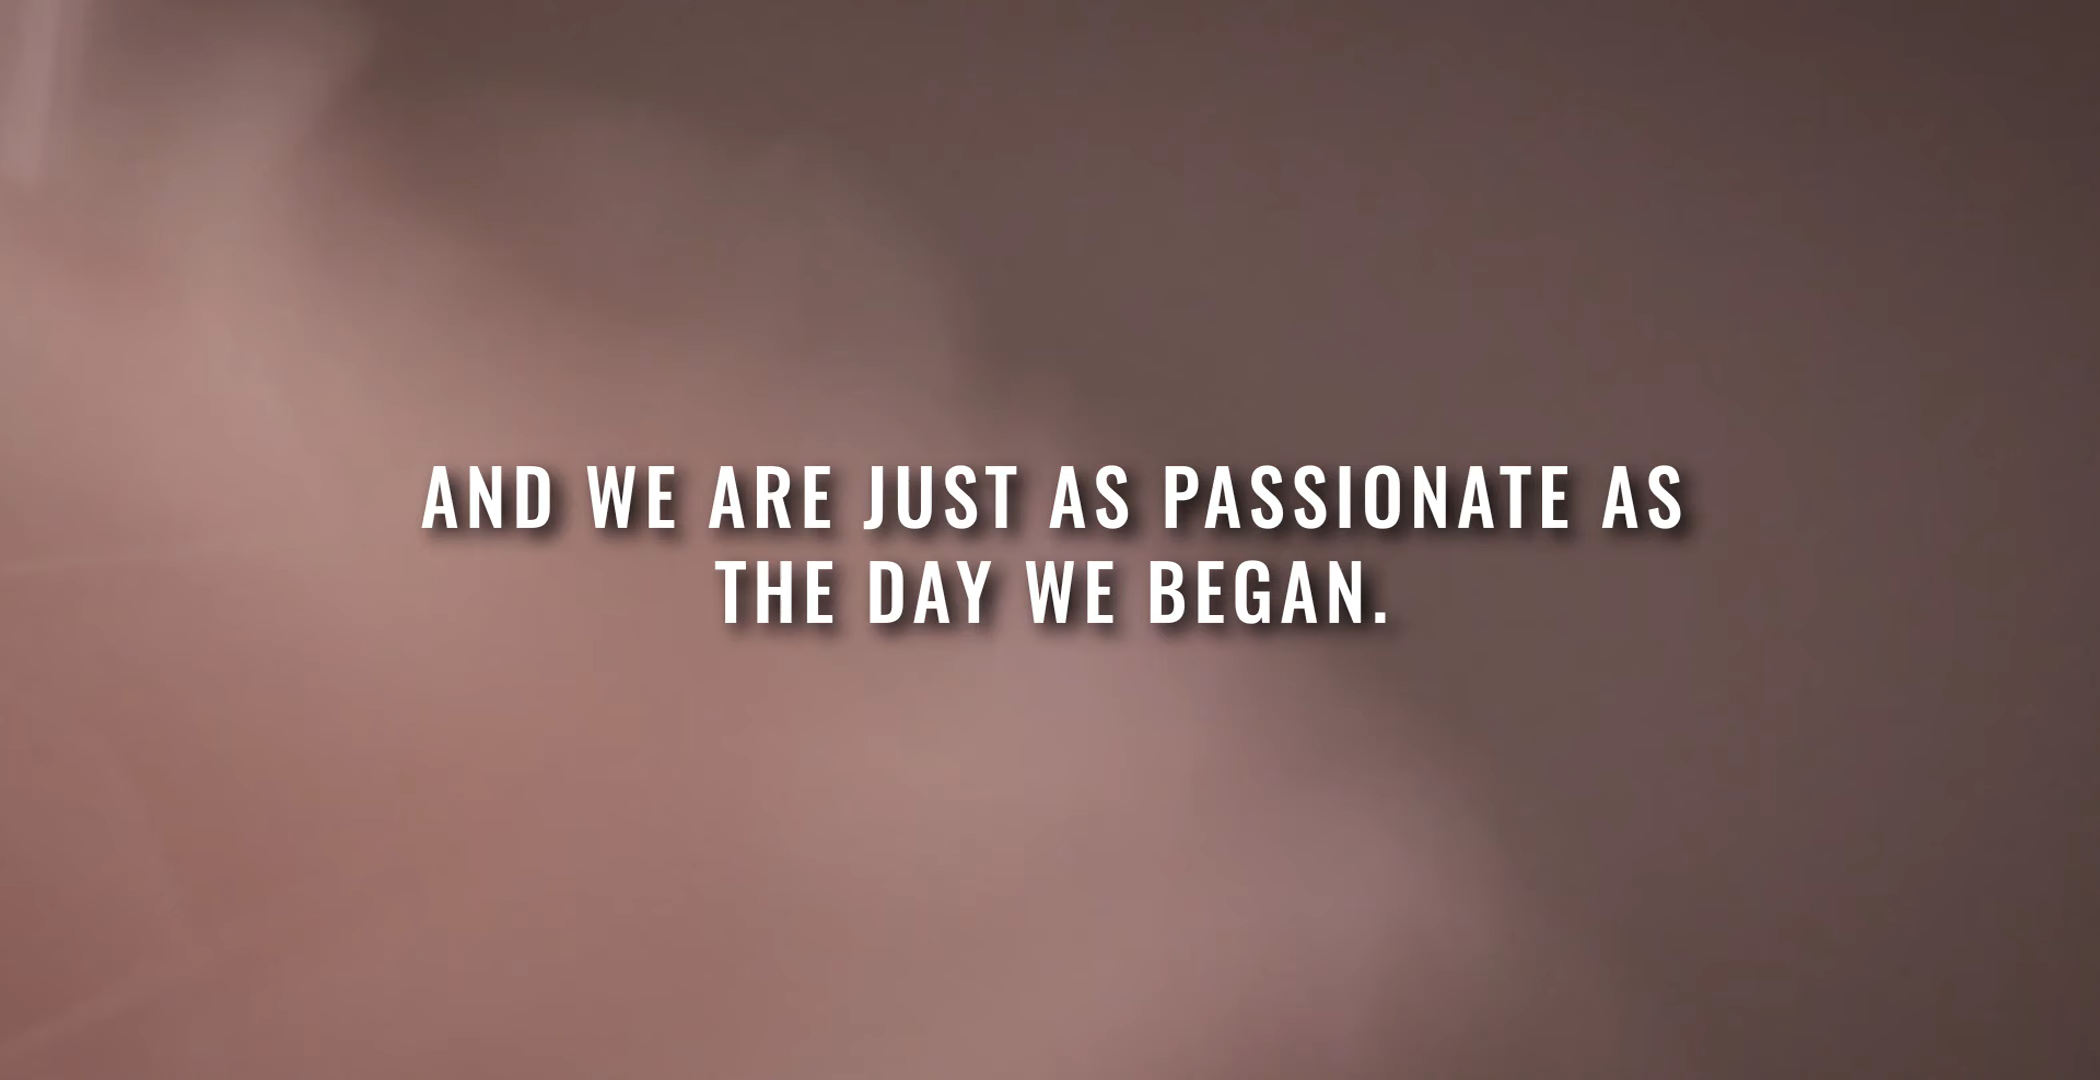 AND WE ARE JUST AS PASSIONATE AS
THE DAY WE BEGAN.